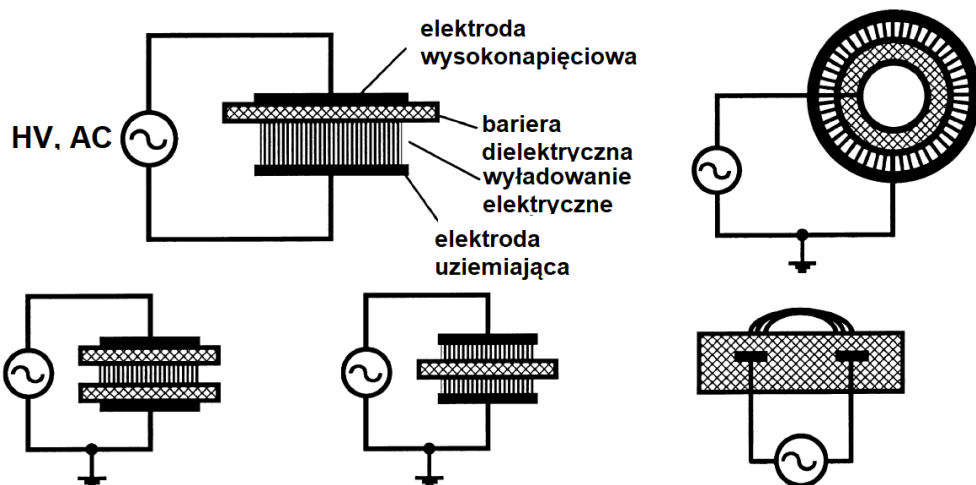 elektroda
wysokonapięciowa
HV, AC
bariera
dielektryczna
wyładowanie
elektryczne
elektroda
uziemiająca